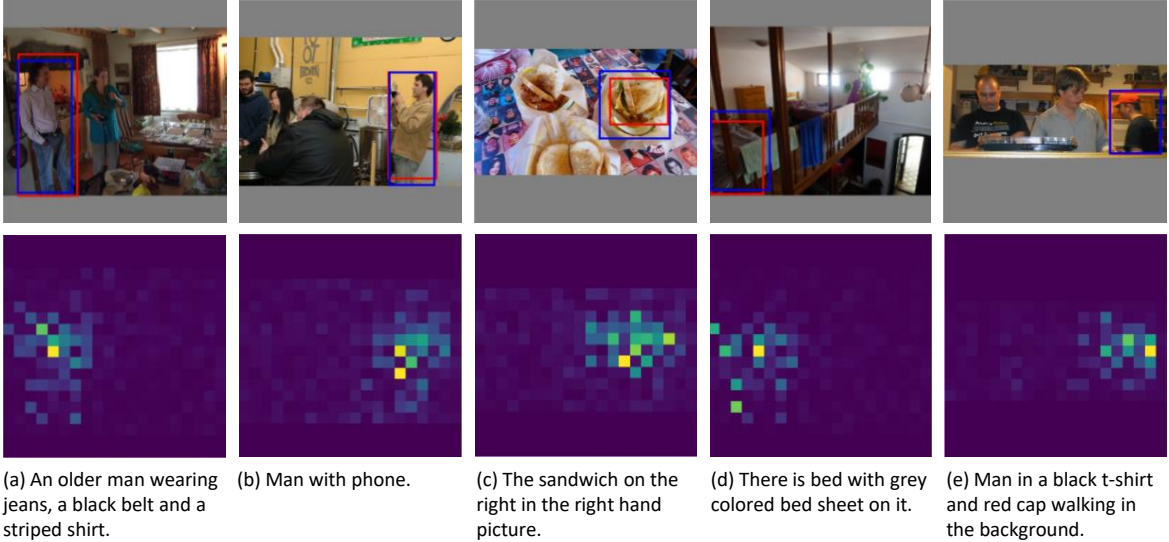 (a) An older man wearing
jeans, a black belt and a
striped shirt.
(b) Man with phone.
(c) The sandwich on the
right in the right hand
picture.
(d) There is bed with grey
colored bed sheet on it.
(e) Man in a black t-shirt
and red cap walking in
the background.